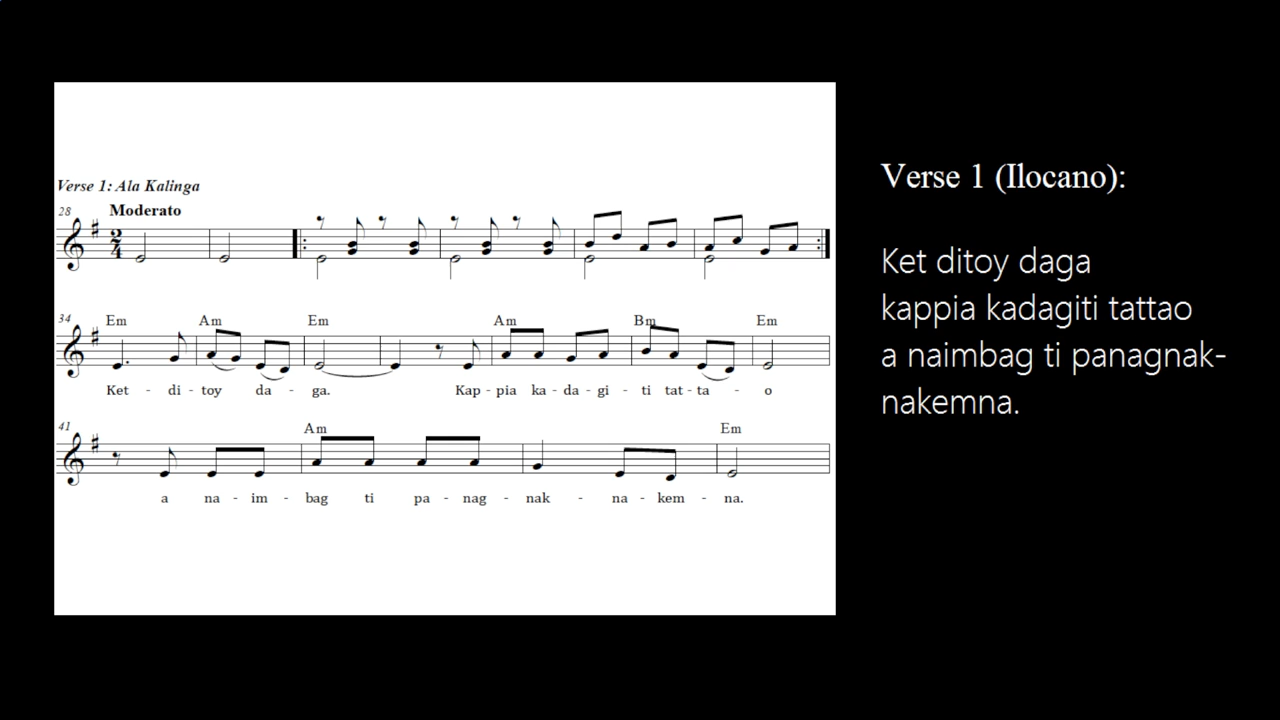 Verse 1: Ala Kalinga
28 Moderato
2/4
34 Em Am Em Am Bm Em
Ket - di - toy da - ga. Kap - pia ka - da - gi - ti tat - ta - o
41 Am Em
a na - im - bag ti pa - nag - nak - na - kem - na.
Verse 1 (Ilocano):
Ket ditoy daga
kappia kadagiti tattao
a naimbag ti panagnak-
nakemna.